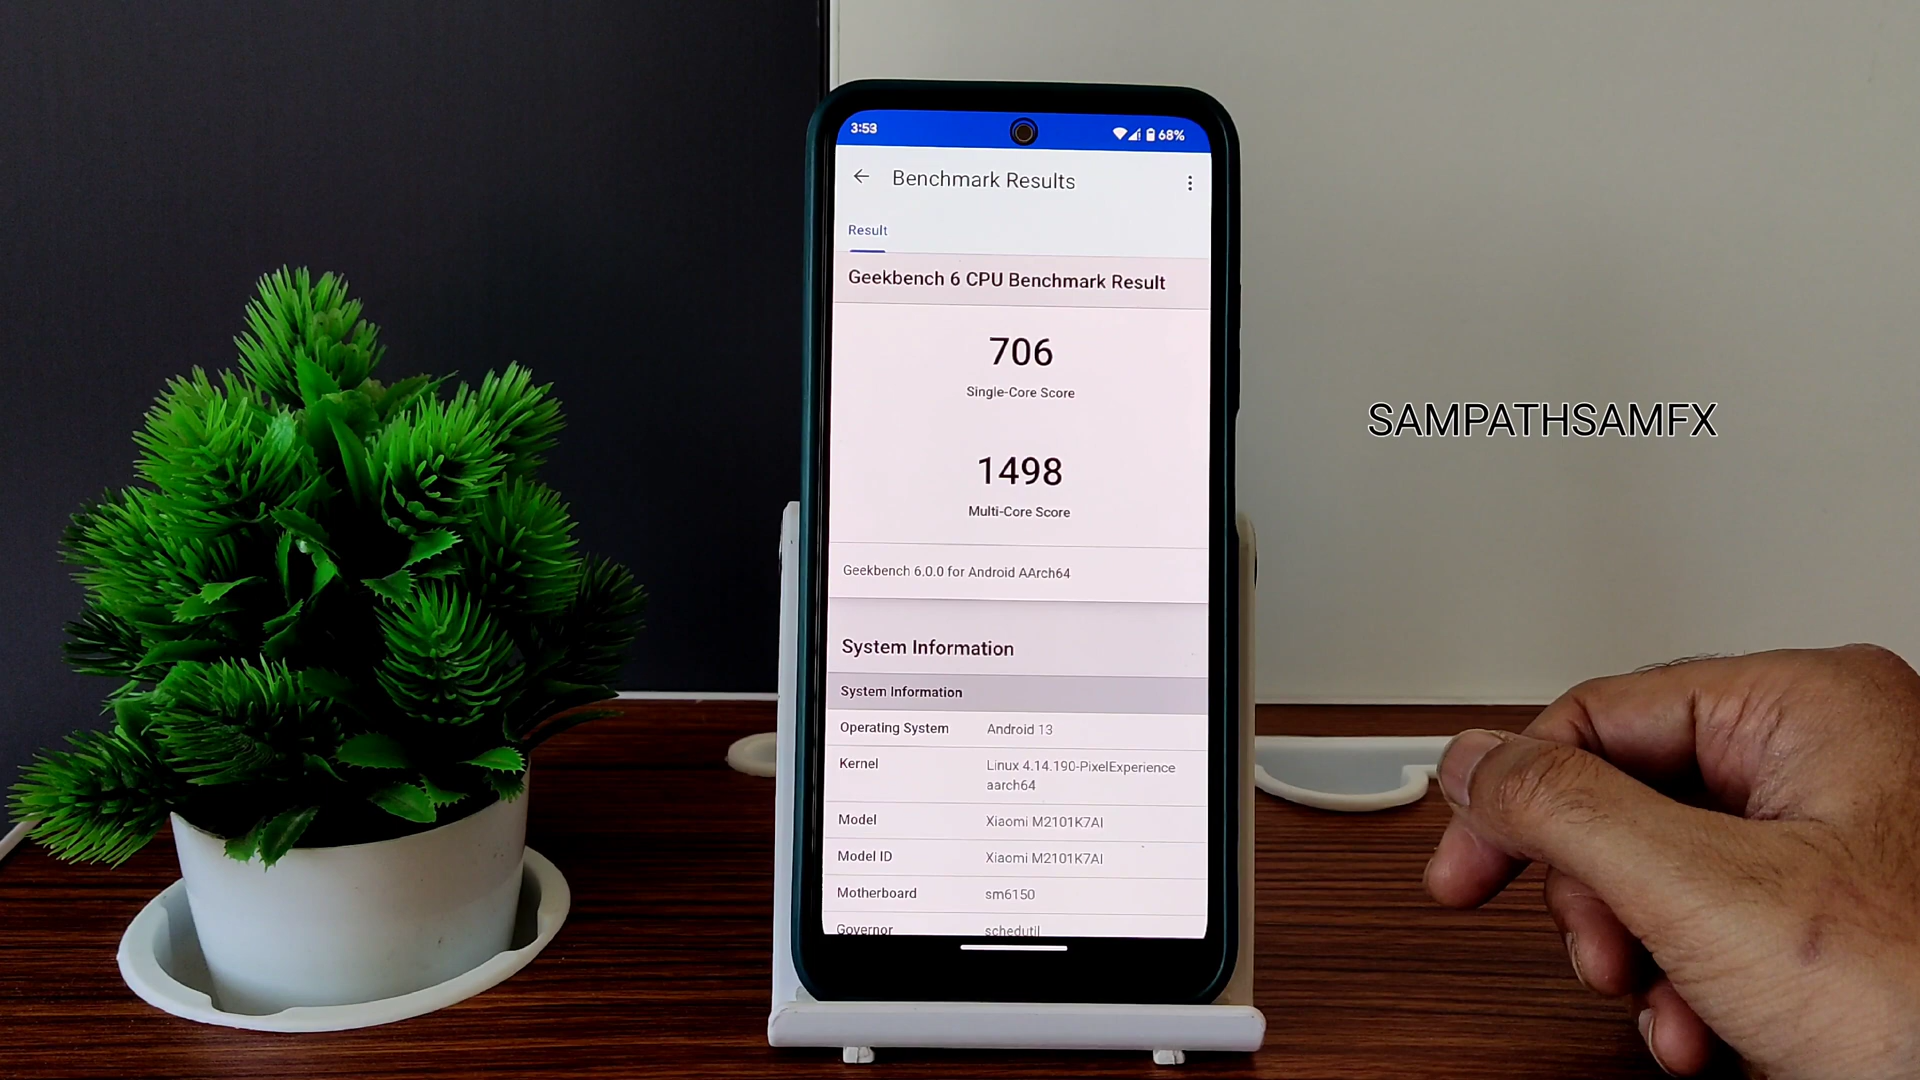 3:53
68%
Benchmark Results
Result
Geekbench 6 CPU Benchmark Result
706
Single-Core Score
1498
Multi-Core Score
Geekbench 6.0.0 for Android AArch64
System Information
System Information
Operating System Android 13
Kernel Linux 4.14.190-PixelExperience
aarch64
Model Xiaomi M2101K7AI
Model ID Xiaomi M2101K7AI
Motherboard sm6150
Governor schedutil
SAMPATHSAMFX